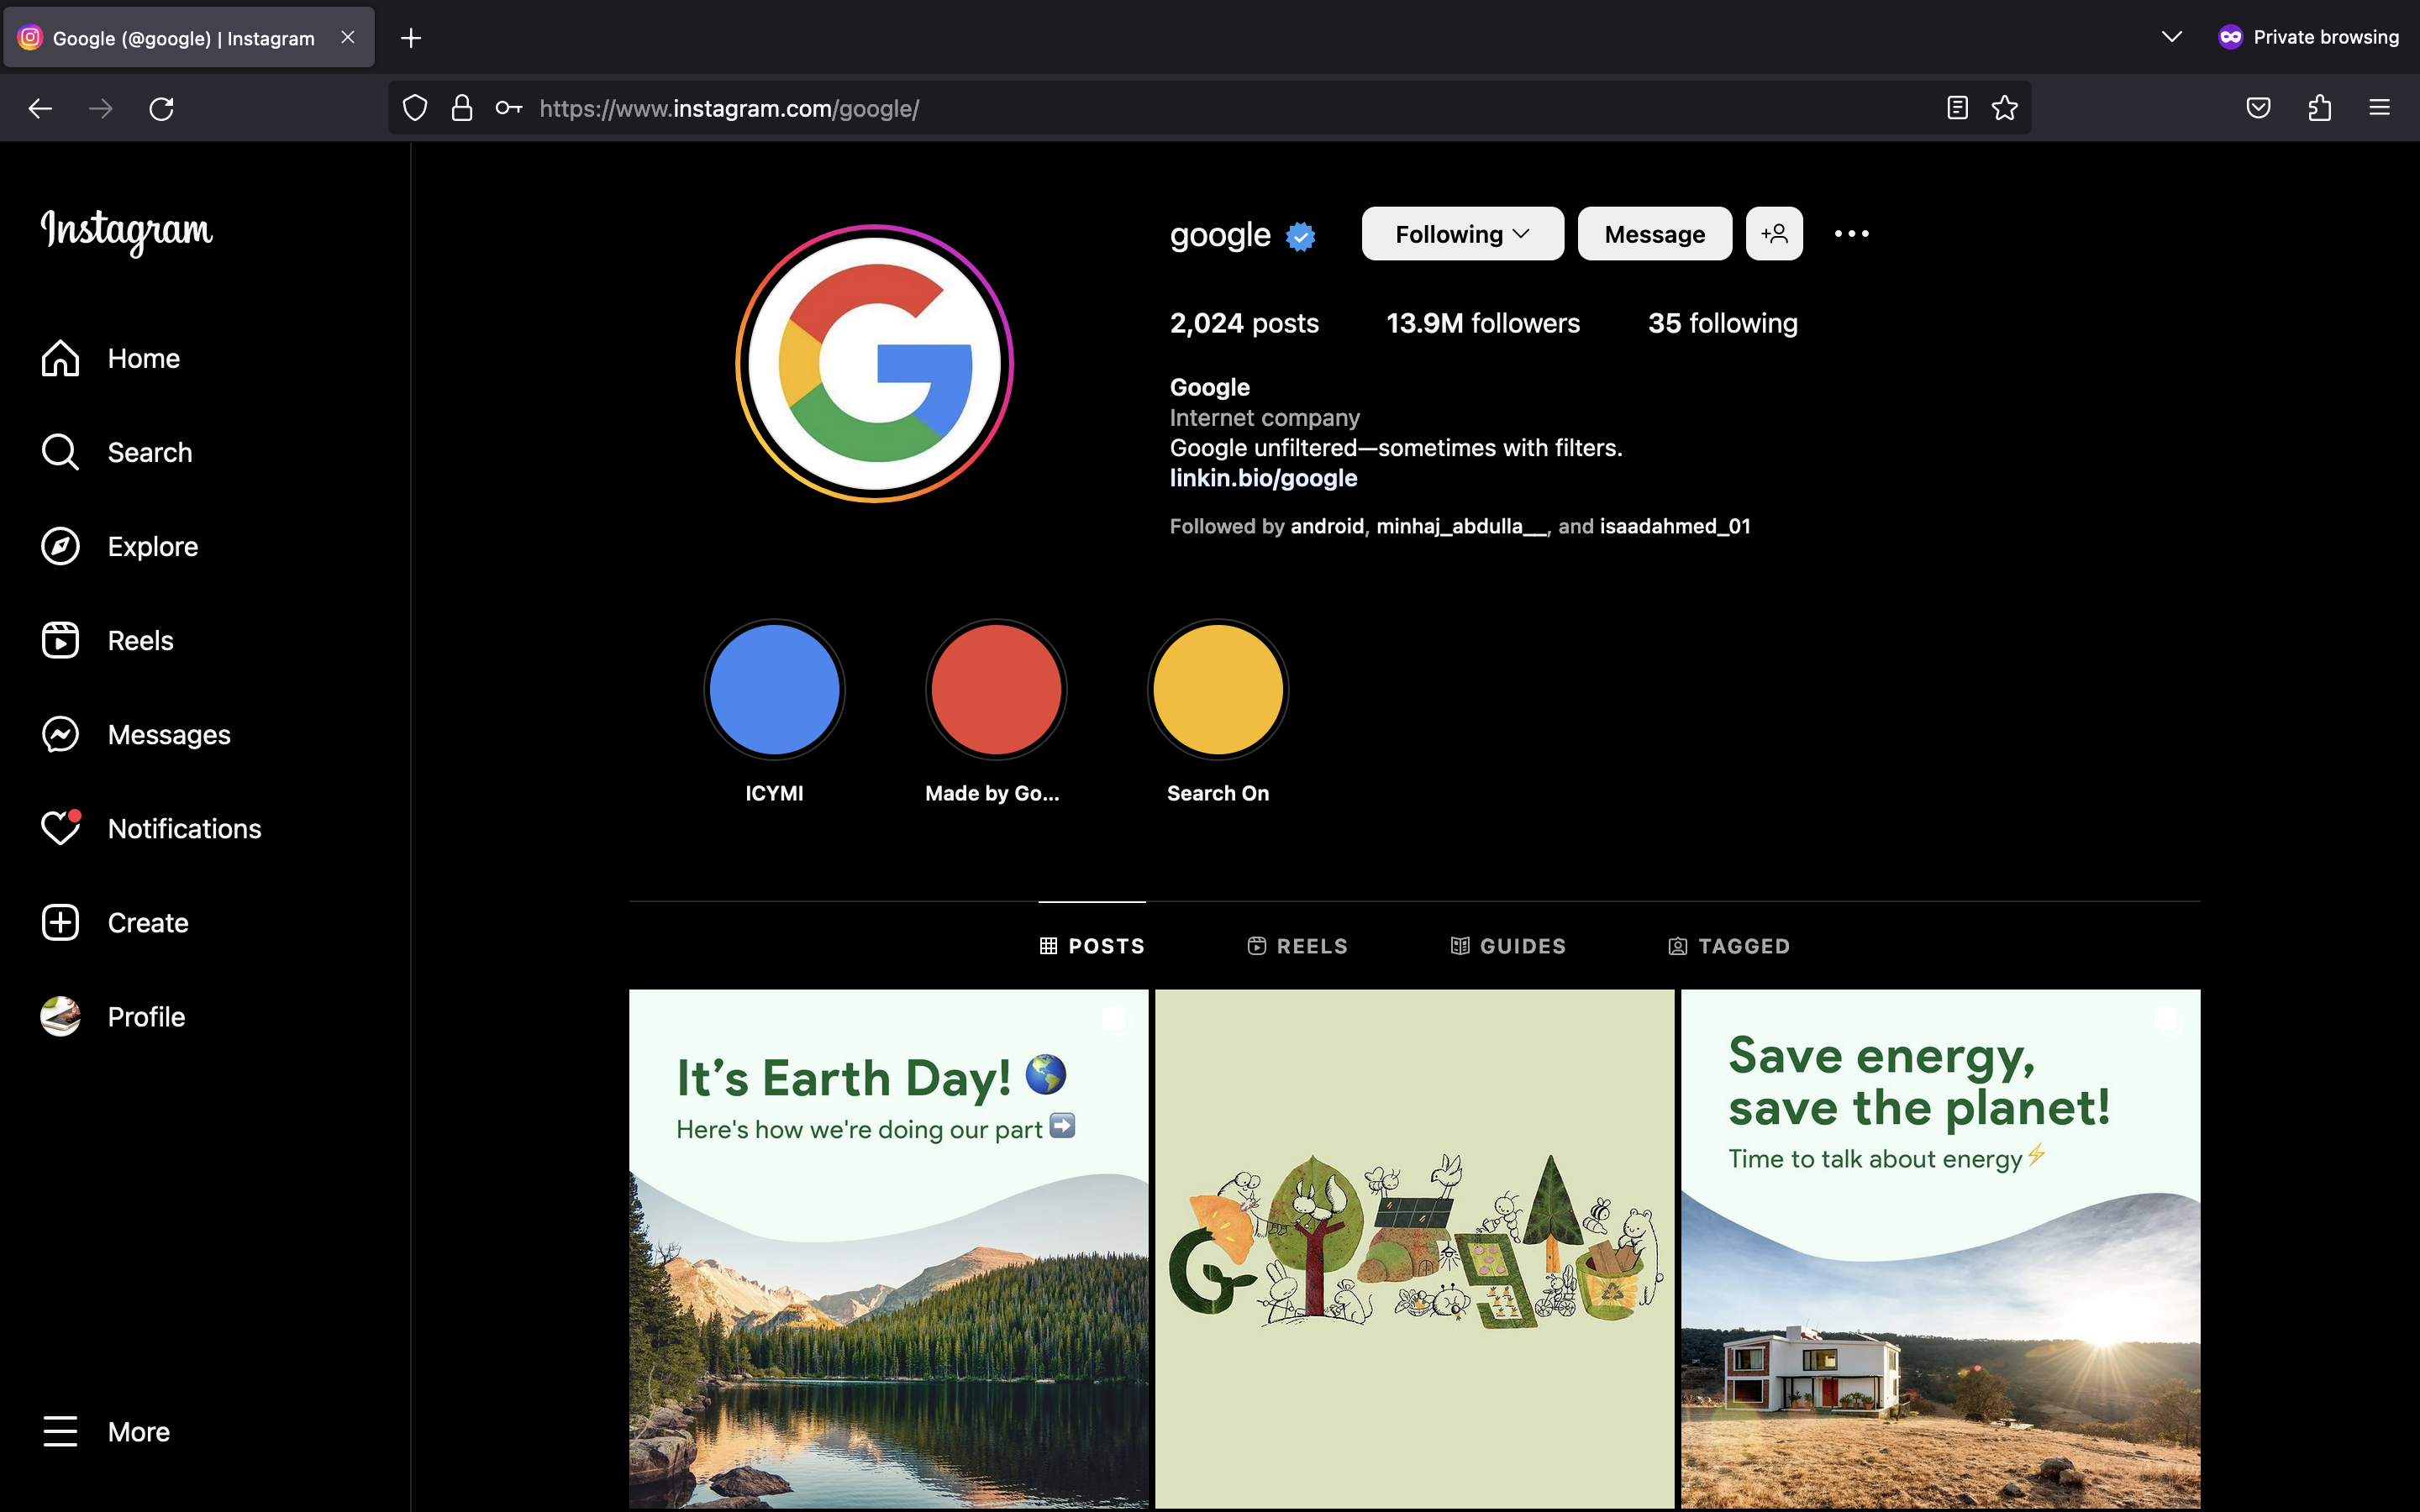 Google (@google) | Instagram
Private browsing
https://www.instagram.com/google/
Instagram
Home
Search
Explore
Reels
Messages
Notifications
Create
Profile
More
google
Following
Message
2,024 posts 13.9M followers 35 following
Google
Internet company
Google unfiltered—sometimes with filters.
linkin.bio/google
Followed by android, minhaj_abdulla__, and isaadahmed_01
ICYMI
Made by Go...
Search On
POSTS
REELS
GUIDES
TAGGED
It’s Earth Day! 🌎
Here's how we're doing our part ➡️
Save energy,
save the planet!
Time to talk about energy⚡